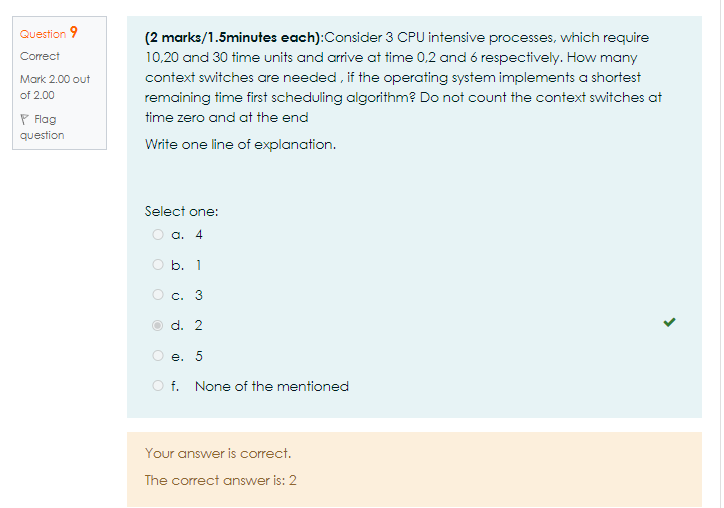 Question 9
Correct
Mark 2.00 out
of 2.00
Flag
question
(2 marks/1.5minutes each):Consider 3 CPU intensive processes, which require
10,20 and 30 time units and arrive at time 0,2 and 6 respectively. How many
context switches are needed , if the operating system implements a shortest
remaining time first scheduling algorithm? Do not count the context switches at
time zero and at the end
Write one line of explanation.
Select one:
a. 4
b. 1
c. 3
d. 2
e. 5
f. None of the mentioned
Your answer is correct.
The correct answer is: 2